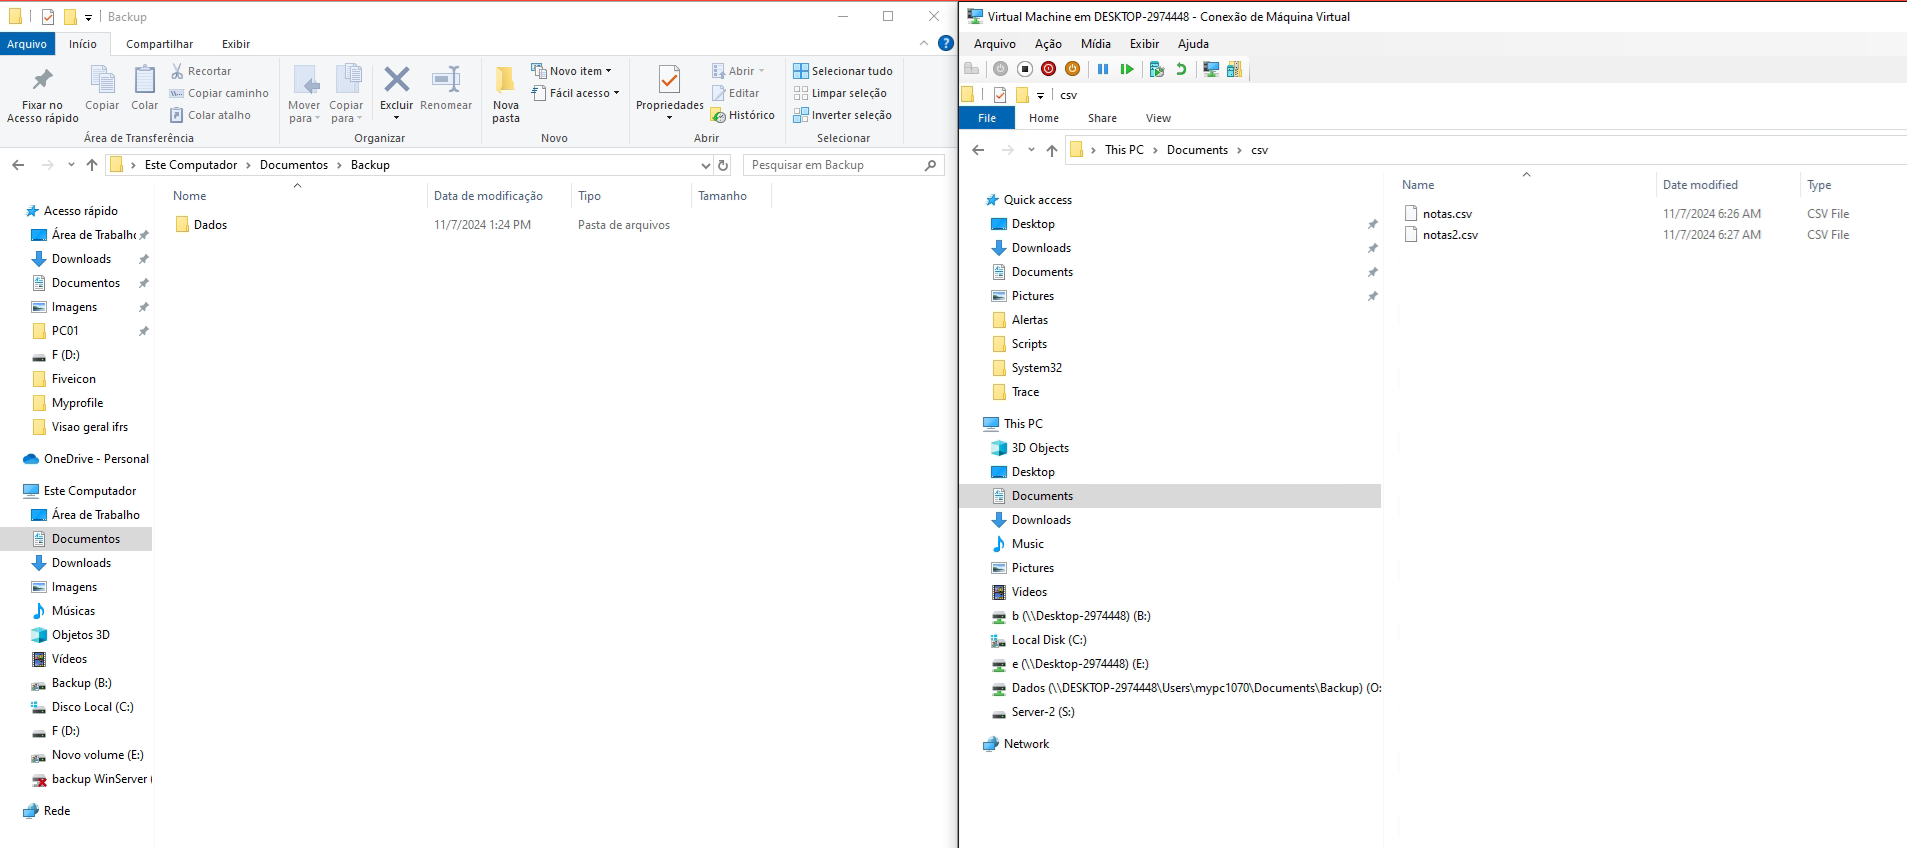 Backup
Arquivo Início Compartilhar Exibir
Fixar no Acesso rápido
Copiar
Colar
Recortar
Copiar caminho
Colar atalho
Área de Transferência
Mover para
Copiar para
Excluir
Renomear
Organizar
Nova pasta
Novo item
Fácil acesso
Novo
Propriedades
Abrir
Editar
Histórico
Abrir
Selecionar tudo
Limpar seleção
Inverter seleção
Selecionar
Este Computador > Documentos > Backup
Pesquisar em Backup
Nome Data de modificação Tipo Tamanho
Dados 11/7/2024 1:24 PM Pasta de arquivos
Acesso rápido
Área de Trabalho
Downloads
Documentos
Imagens
PC01
F (D:)
Fiveicon
Myprofile
Visao geral ifrs
OneDrive - Personal
Este Computador
Área de Trabalho
Documentos
Downloads
Imagens
Músicas
Objetos 3D
Vídeos
Backup (B:)
Disco Local (C:)
F (D:)
Novo volume (E:)
backup WinServer (
Rede
Virtual Machine em DESKTOP-2974448 - Conexão de Máquina Virtual
Arquivo Ação Mídia Exibir Ajuda
csv
File Home Share View
This PC > Documents > csv
Name Date modified Type
notas.csv 11/7/2024 6:26 AM CSV File
notas2.csv 11/7/2024 6:27 AM CSV File
Quick access
Desktop
Downloads
Documents
Pictures
Alertas
Scripts
System32
Trace
This PC
3D Objects
Desktop
Documents
Downloads
Music
Pictures
Videos
b (\\Desktop-2974448) (B:)
Local Disk (C:)
e (\\Desktop-2974448) (E:)
Dados (\\DESKTOP-2974448\Users\mypc1070\Documents\Backup) (O:
Server-2 (S:)
Network